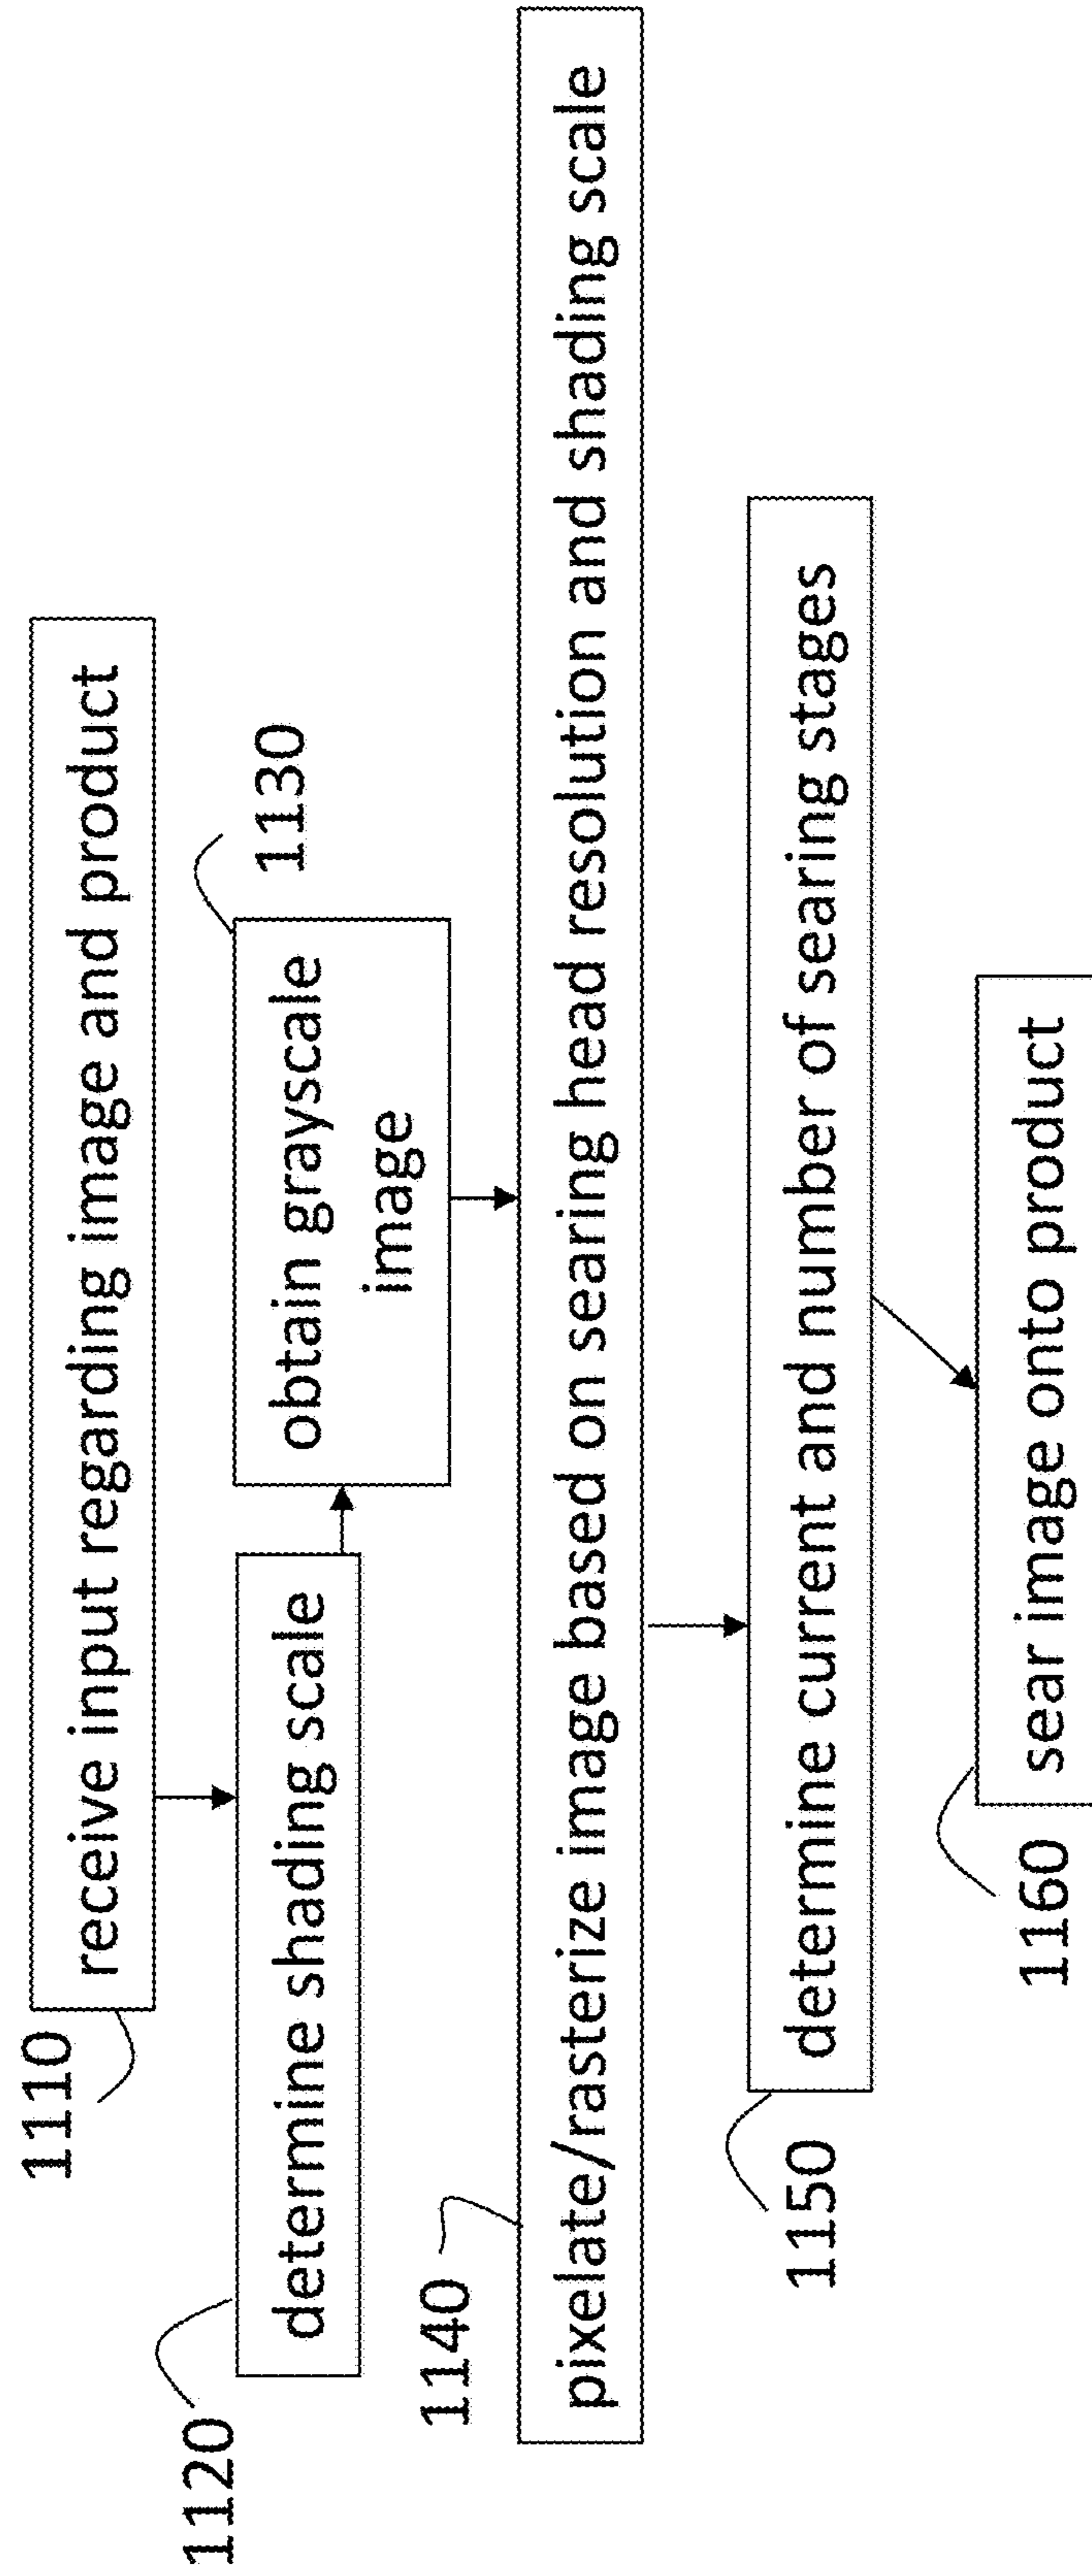 1110
receive input regarding image and product
1120
determine shading scale
1130
obtain grayscale
image
1140
pixelate/rasterize image based on searing head resolution and shading scale
1150
determine current and number of searing stages
1160
sear image onto product